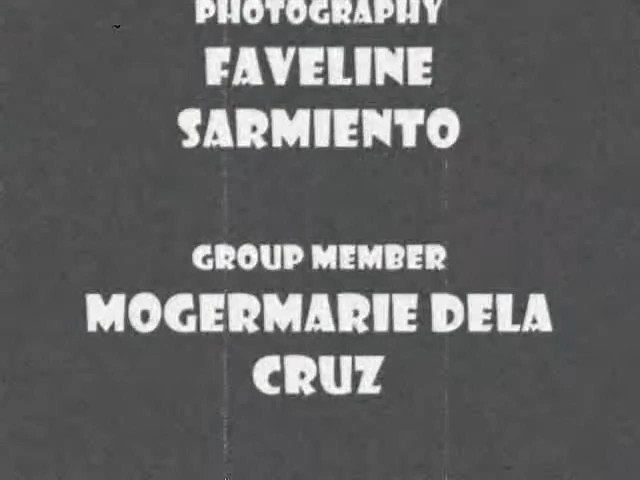 PHOTOGRAPHY
FAVELINE
SARMIENTO
GROUP MEMBER
MOGERMARIE DELA
CRUZ